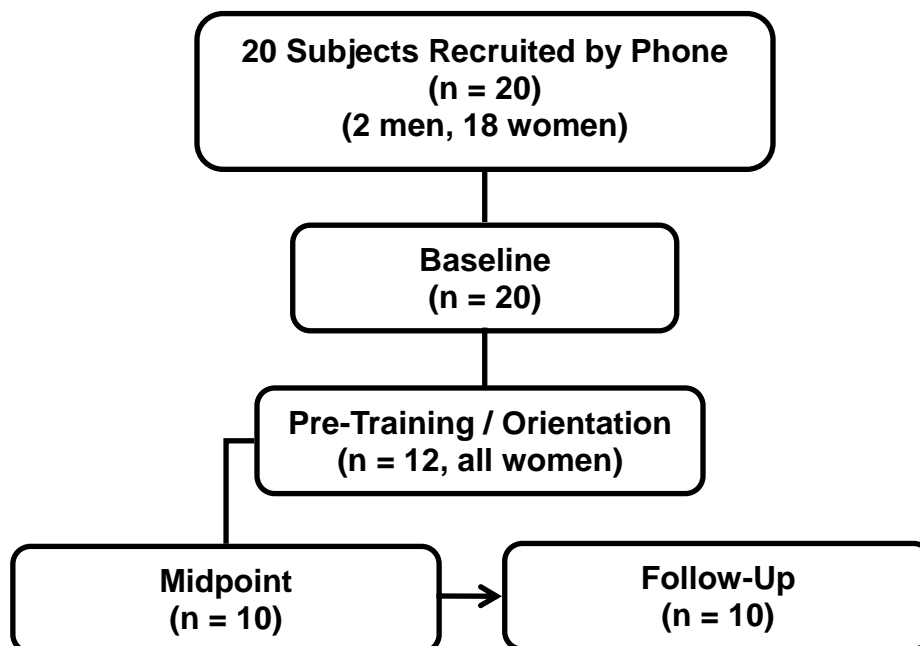 20 Subjects Recruited by Phone
(n = 20)
(2 men, 18 women)
Baseline
(n = 20)
Pre-Training / Orientation
(n = 12, all women)
Midpoint
(n = 10)
Follow-Up
(n = 10)